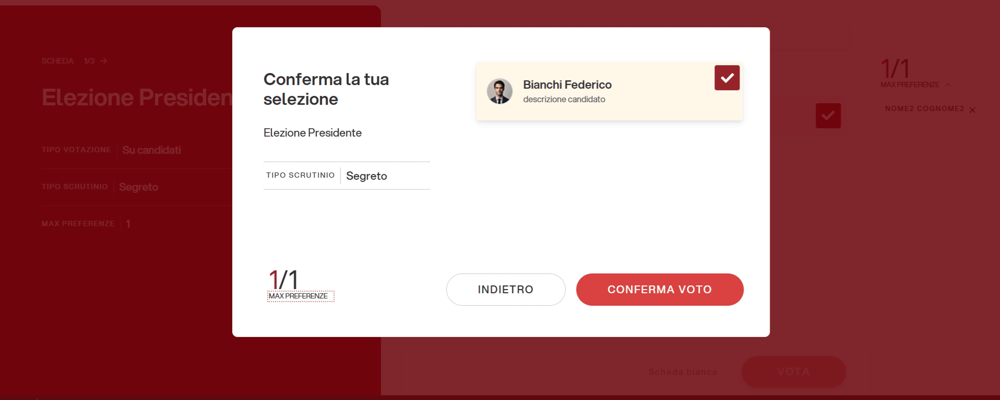 SCHEDA 1/3 →
Elezione Presiden
TIPO VOTAZIONE Su candidati
TIPO SCRUTINIO Segreto
MAX PREFERENZE 1
Conferma la tua
selezione
Elezione Presidente
TIPO SCRUTINIO Segreto
1/1
MAX PREFERENZE
Bianchi Federico
descrizione candidato
INDIETRO
CONFERMA VOTO
1/1
MAX PREFERENZE
NOME2 COGNOME2
Scheda bianca
VOTA